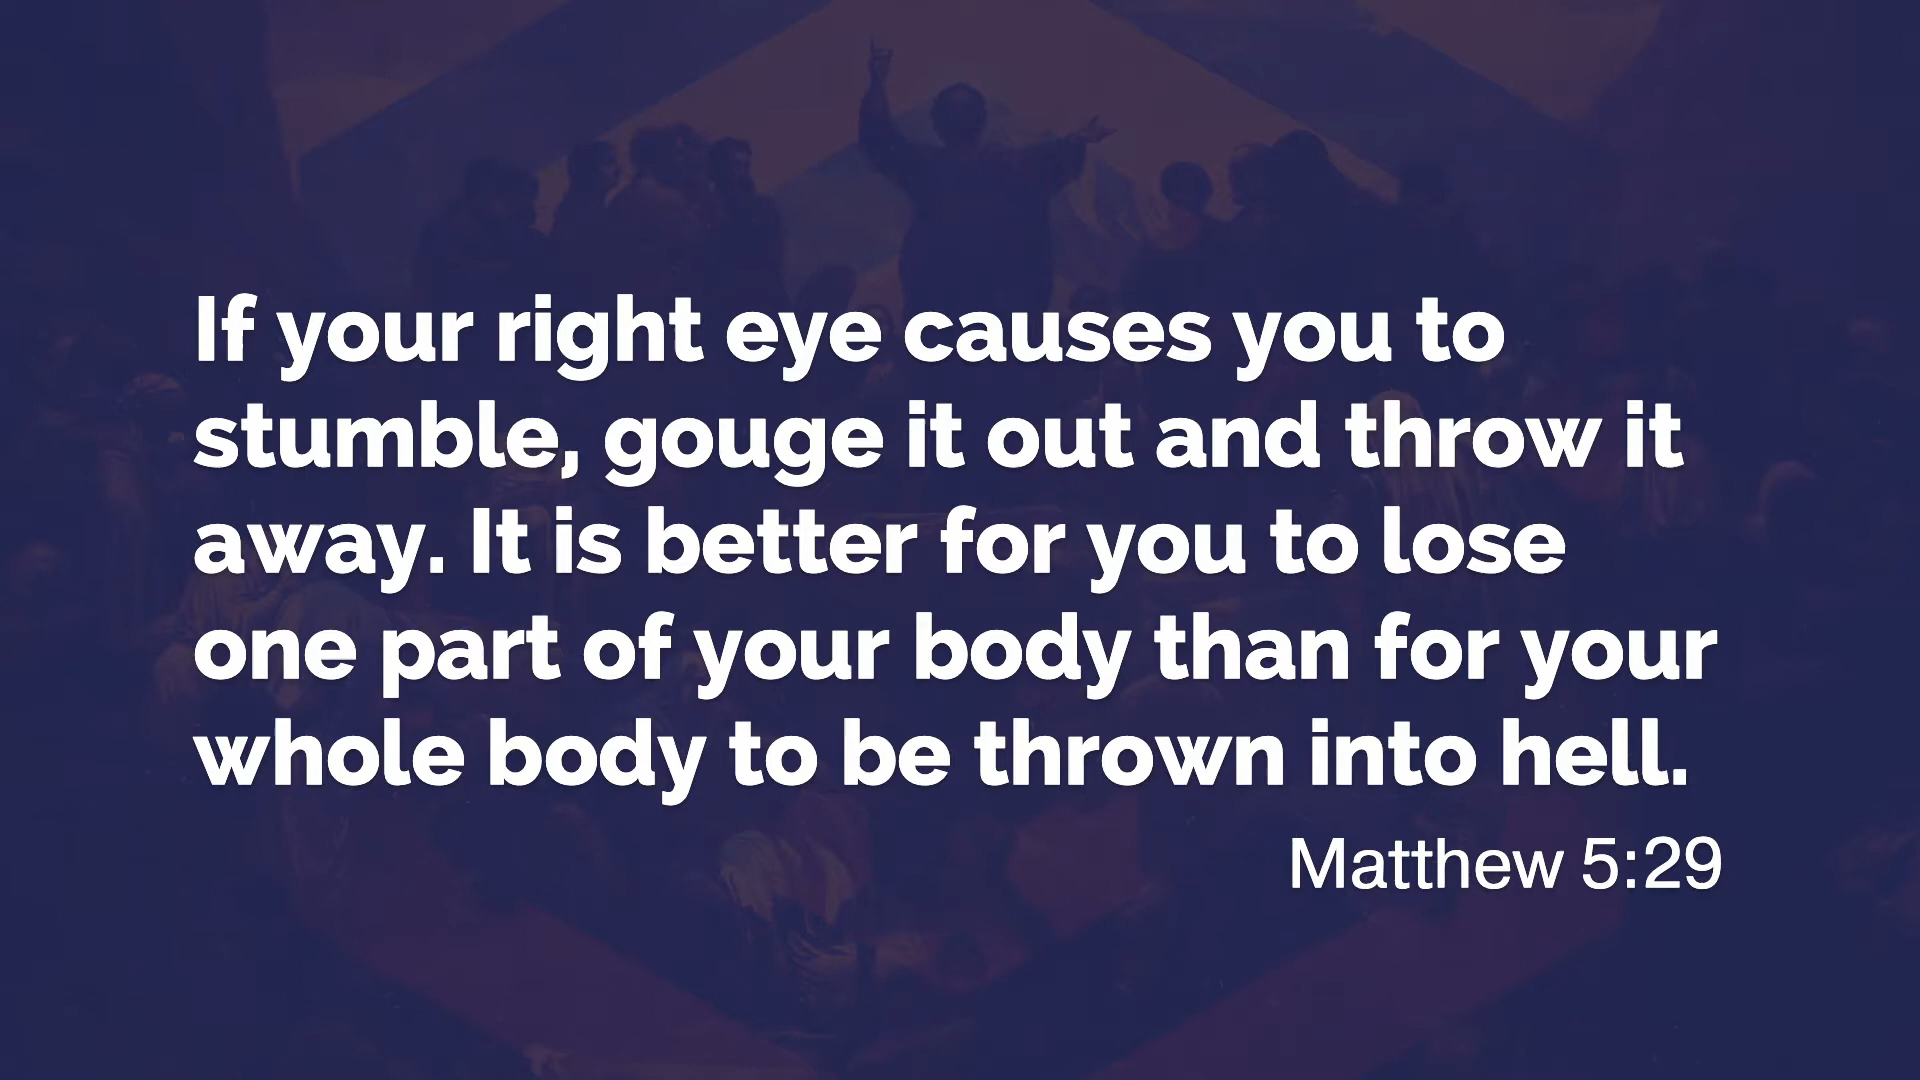 If your right eye causes you to
stumble, gouge it out and throw it
away. It is better for you to lose
one part of your body than for your
whole body to be thrown into hell.
Matthew 5:29